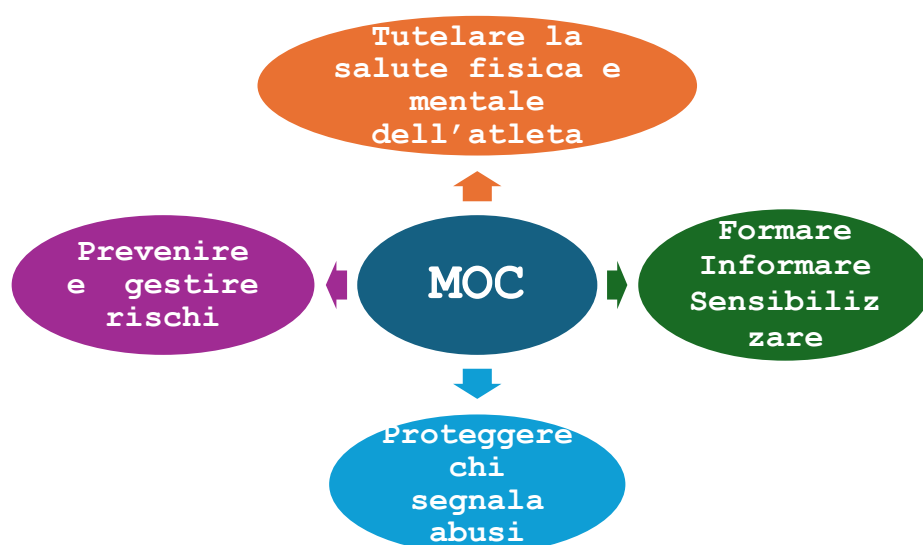 Tutelare la
salute fisica e
mentale
dell'atleta
Prevenire
e gestire
rischi
MOC
Formare
Informare
Sensibiliz
zare
Proteggere
chi
segnala
abusi